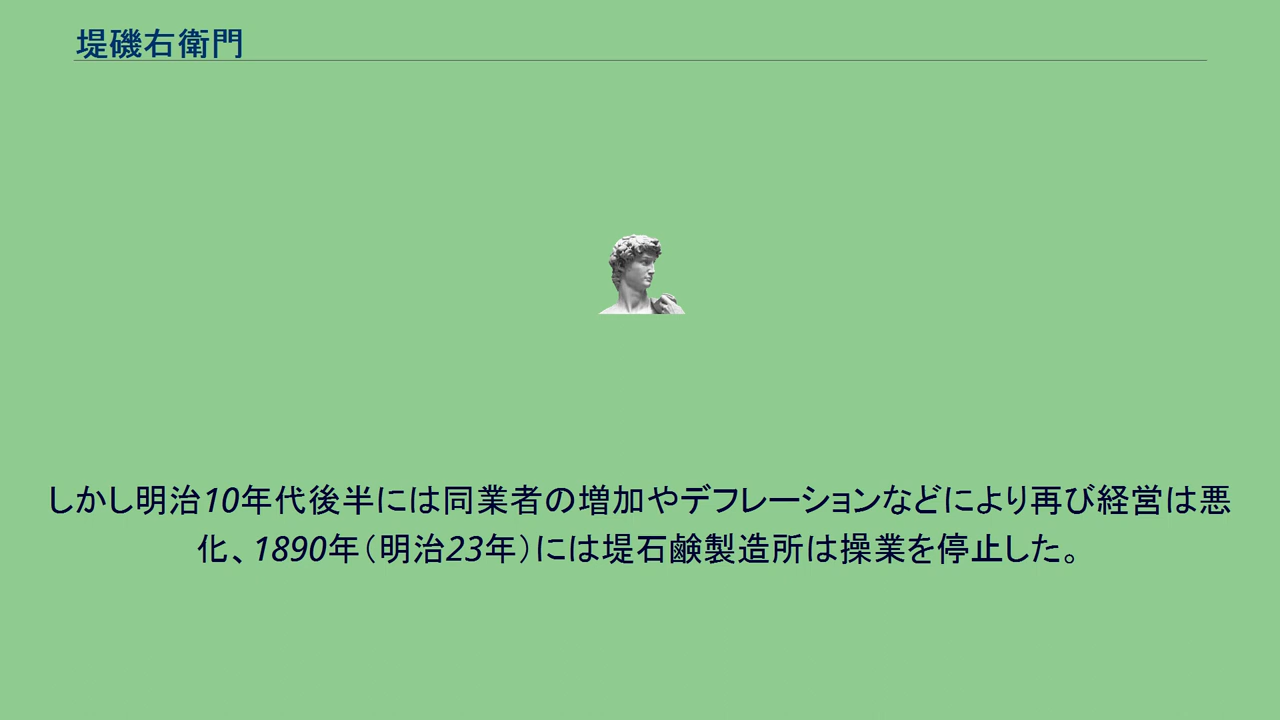 堤磯右衛門
しかし明治10年代後半には同業者の増加やデフレーションなどにより再び経営は悪
化、1890年（明治23年）には堤石鹸製造所は操業を停止した。